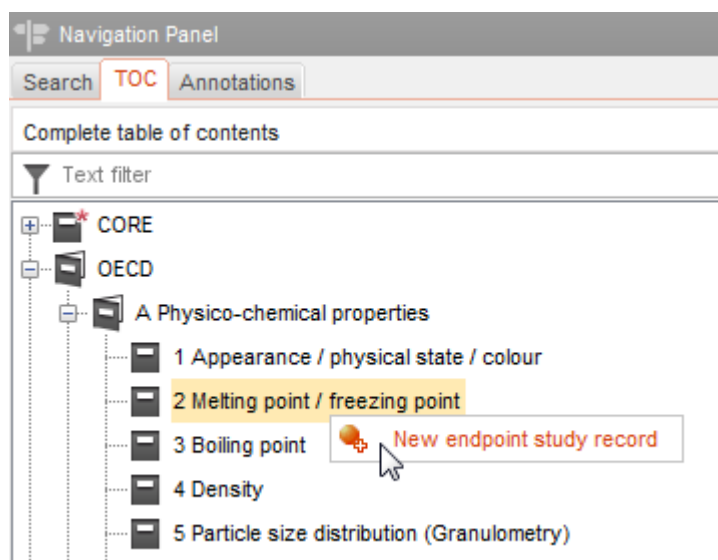 Navigation Panel
Search TOC Annotations
Complete table of contents
Text filter
CORE
OECD
A Physico-chemical properties
1 Appearance / physical state / colour
2 Melting point / freezing point
New endpoint study record
3 Boiling point
4 Density
5 Particle size distribution (Granulometry)